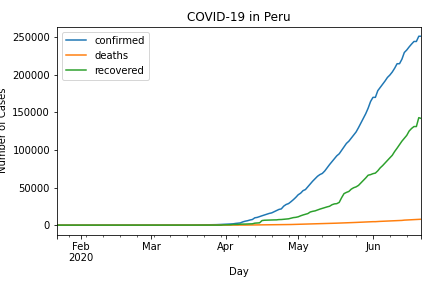 COVID-19 in Peru
confirmed
deaths
recovered
250000
200000
150000
100000
50000
0
Number of Cases
Feb
2020
Mar
Apr
May
Jun
Day